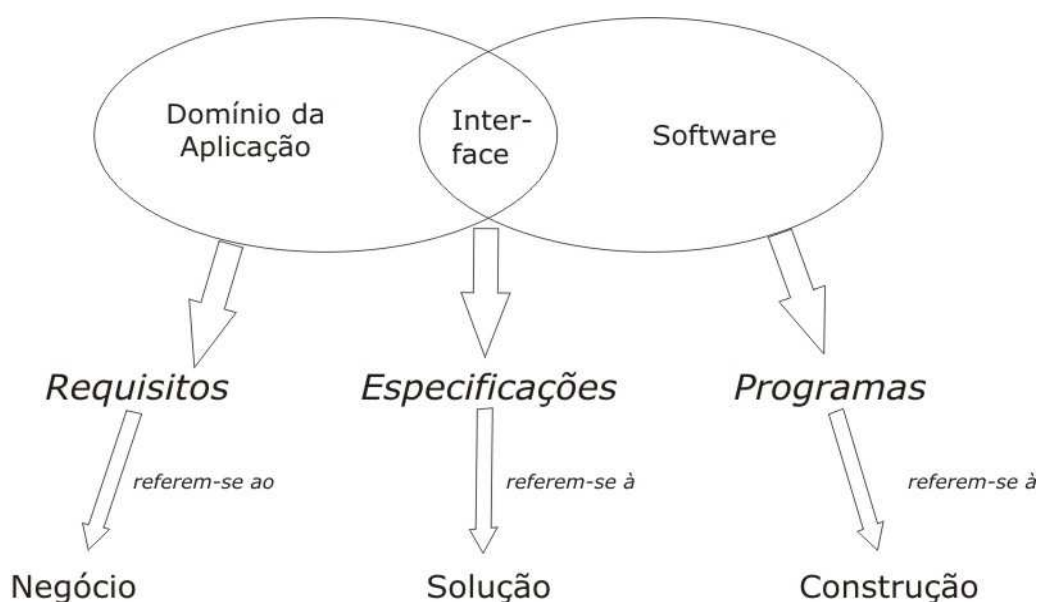 Domínio da
Aplicação
Inter-
face
Software
Requisitos
Especificações
Programas
referem-se ao
referem-se à
referem-se à
Negócio
Solução
Construção